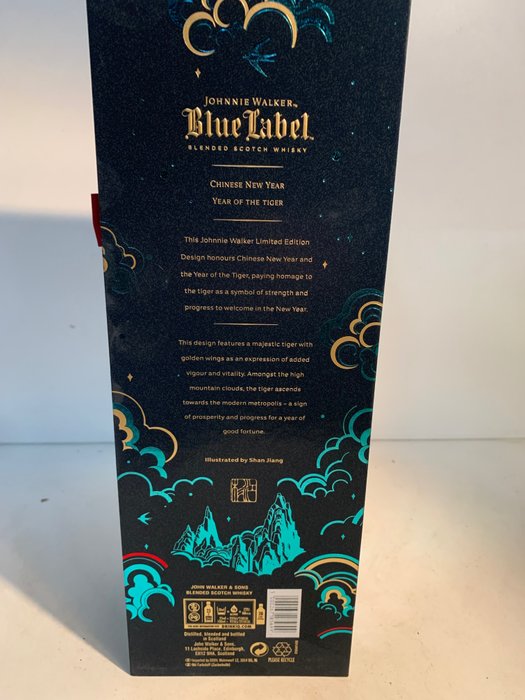 JOHNNIE WALKER™
Blue Label™
BLENDED SCOTCH WHISKY
CHINESE NEW YEAR
YEAR OF THE TIGER
This Johnnie Walker Limited Edition
Design honours Chinese New Year and
the Year of the Tiger, paying homage to
the tiger as a symbol of strength and
progress to welcome in the New Year.
This design features a majestic tiger with
golden wings as an expression of added
vigour and vitality. Amongst the high
mountain clouds, the tiger ascends
towards the modern metropolis – a sign
of prosperity and progress for a year of
good fortune.
Illustrated by Shan Jiang
JOHN WALKER & SONS
BLENDED SCOTCH WHISKY
DRINKIQ.COM
Distilled, blended and bottled
in Scotland
John Walker & Sons,
11 Lochside Place, Edinburgh,
EH12 9HA, Scotland
PLEASE RECYCLE